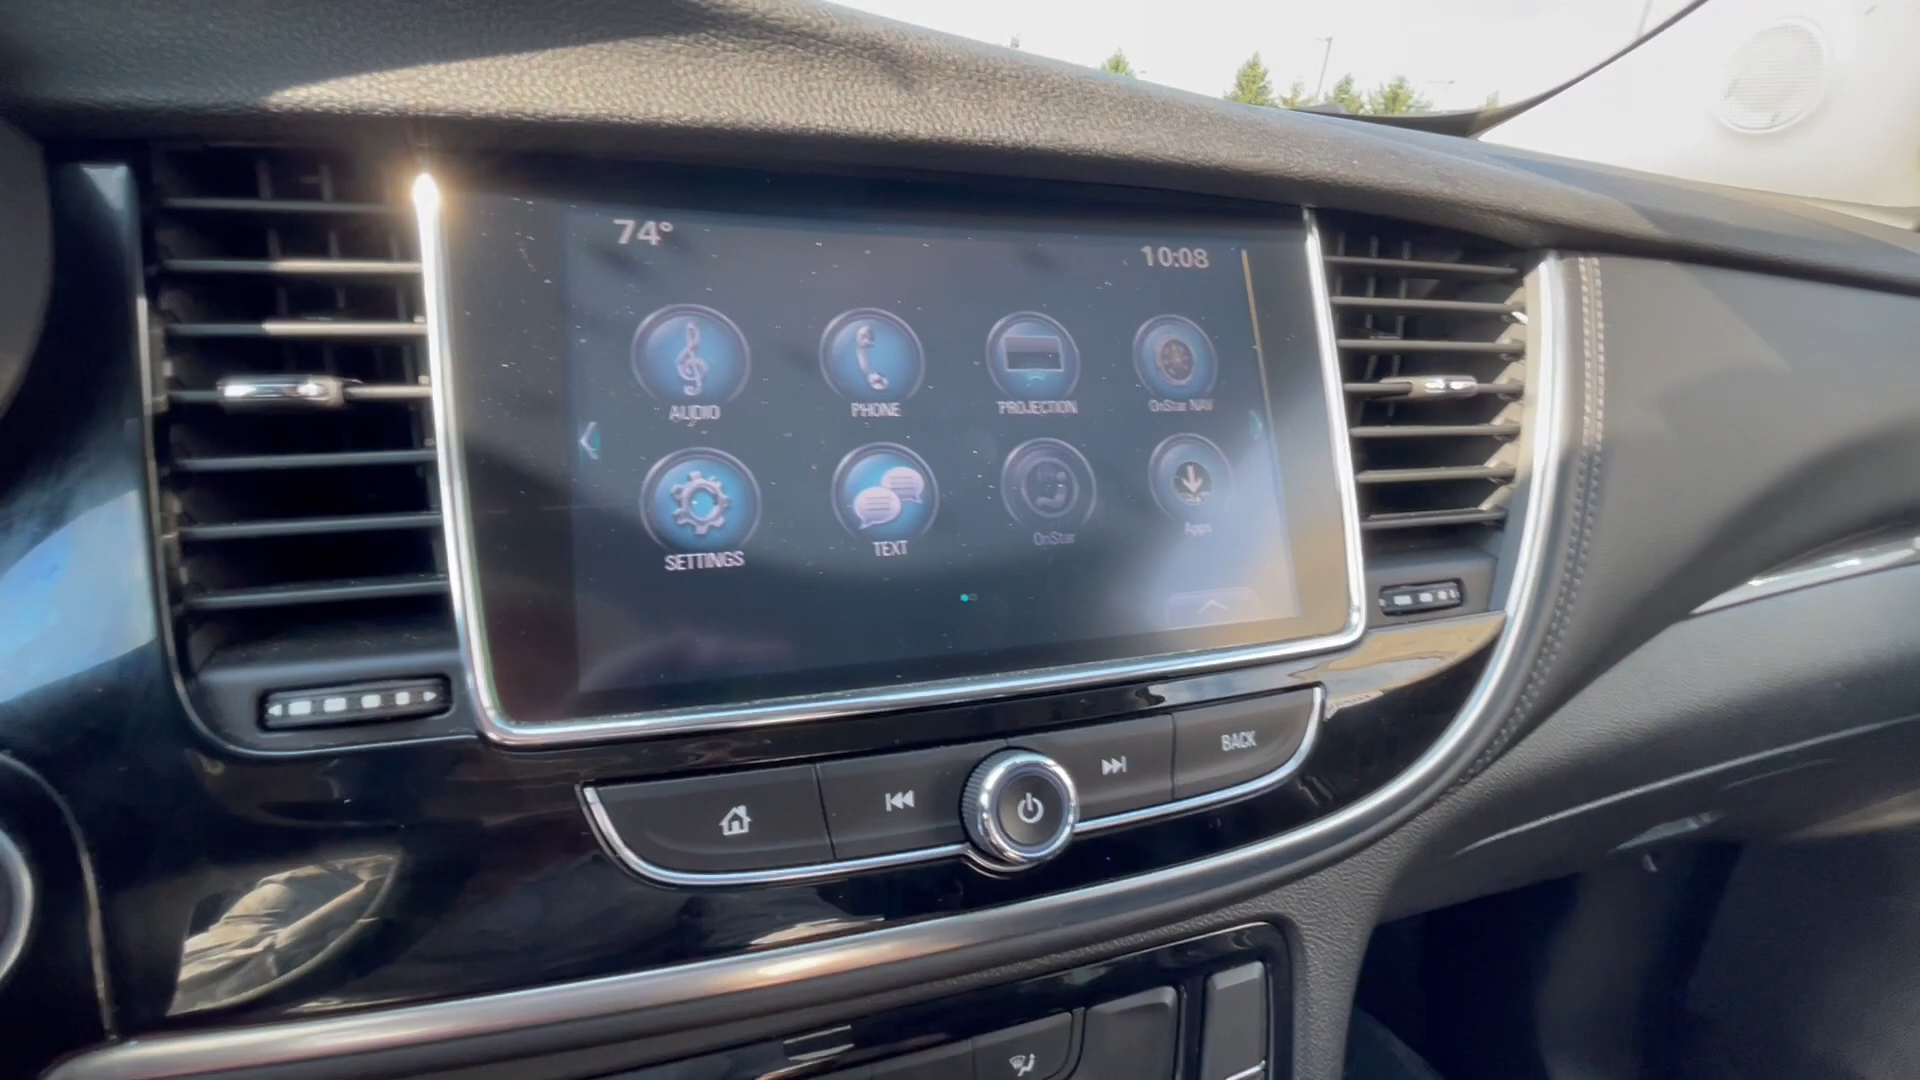 74°
10:08
AUDIO
PHONE
PROJECTION
OnStar NAV
SETTINGS
TEXT
OnStar
Apps
BACK